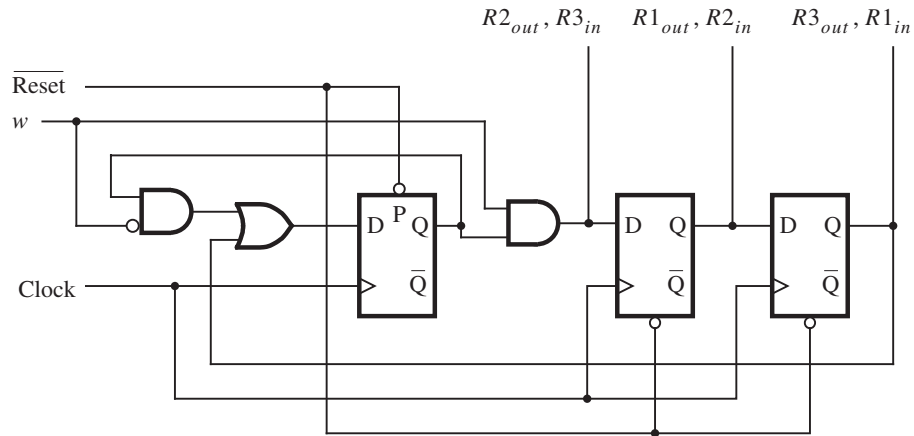 R2out, R3in R1out, R2in R3out, R1in
Reset
w
P
D Q D Q D Q
Q Q Q
Clock